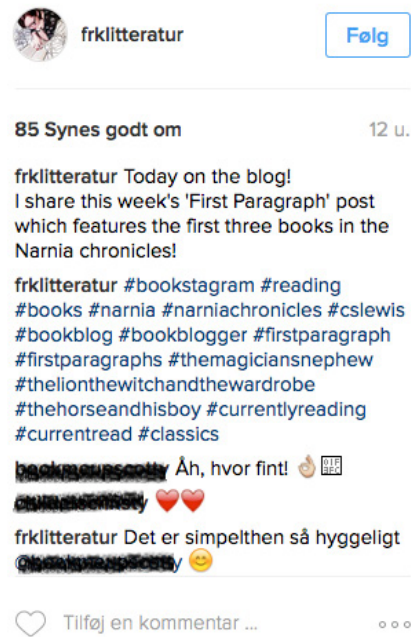 frklitteratur
Følg
85 Synes godt om
12 u.
frklitteratur Today on the blog!
I share this week's 'First Paragraph' post
which features the first three books in the
Narnia chronicles!
frklitteratur #bookstagram #reading
#books #narnia #narniachronicles #cslewis
#bookblog #bookblogger #firstparagraph
#firstparagraphs #themagiciansnephew
#thelionthewitchandthewardrobe
#thehorseandhisboy #currentlyreading
#currentread #classics
Åh, hvor fint! 👌🏼
❤️❤️
frklitteratur Det er simpelthen så hyggeligt
😊
Tilføj en kommentar ...